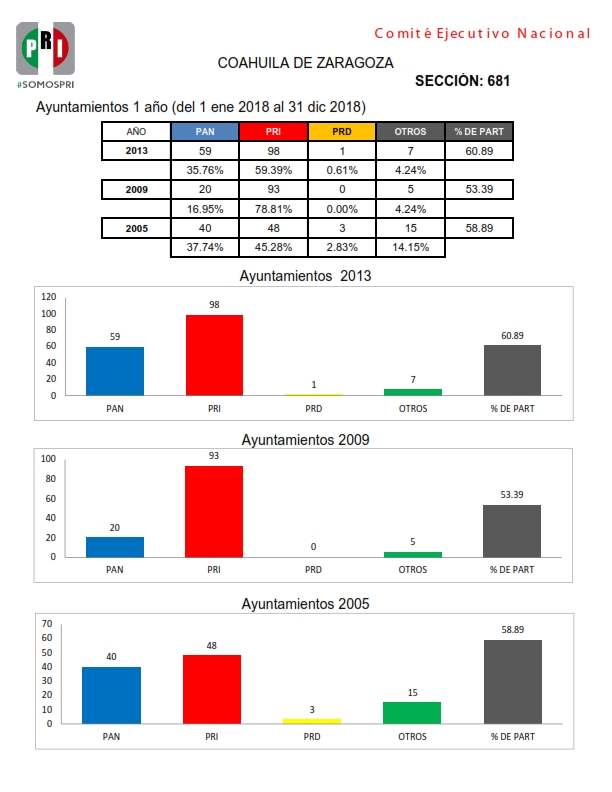 Comité Ejecutivo Nacional
PRI
#SOMOSPRI
COAHUILA DE ZARAGOZA
SECCIÓN: 681
Ayuntamientos 1 año (del 1 ene 2018 al 31 dic 2018)
AÑO PAN PRI PRD OTROS % DE PART
2013 59 98 1 7 60.89
35.76% 59.39% 0.61% 4.24%
2009 20 93 0 5 53.39
16.95% 78.81% 0.00% 4.24%
2005 40 48 3 15 58.89
37.74% 45.28% 2.83% 14.15%
Ayuntamientos 2013
120
100
80
60
40
20
0
59 98 1 7 60.89
PAN PRI PRD OTROS % DE PART
Ayuntamientos 2009
100
80
60
40
20
0
20 93 0 5 53.39
PAN PRI PRD OTROS % DE PART
Ayuntamientos 2005
70
60
50
40
30
20
10
0
40 48 3 15 58.89
PAN PRI PRD OTROS % DE PART